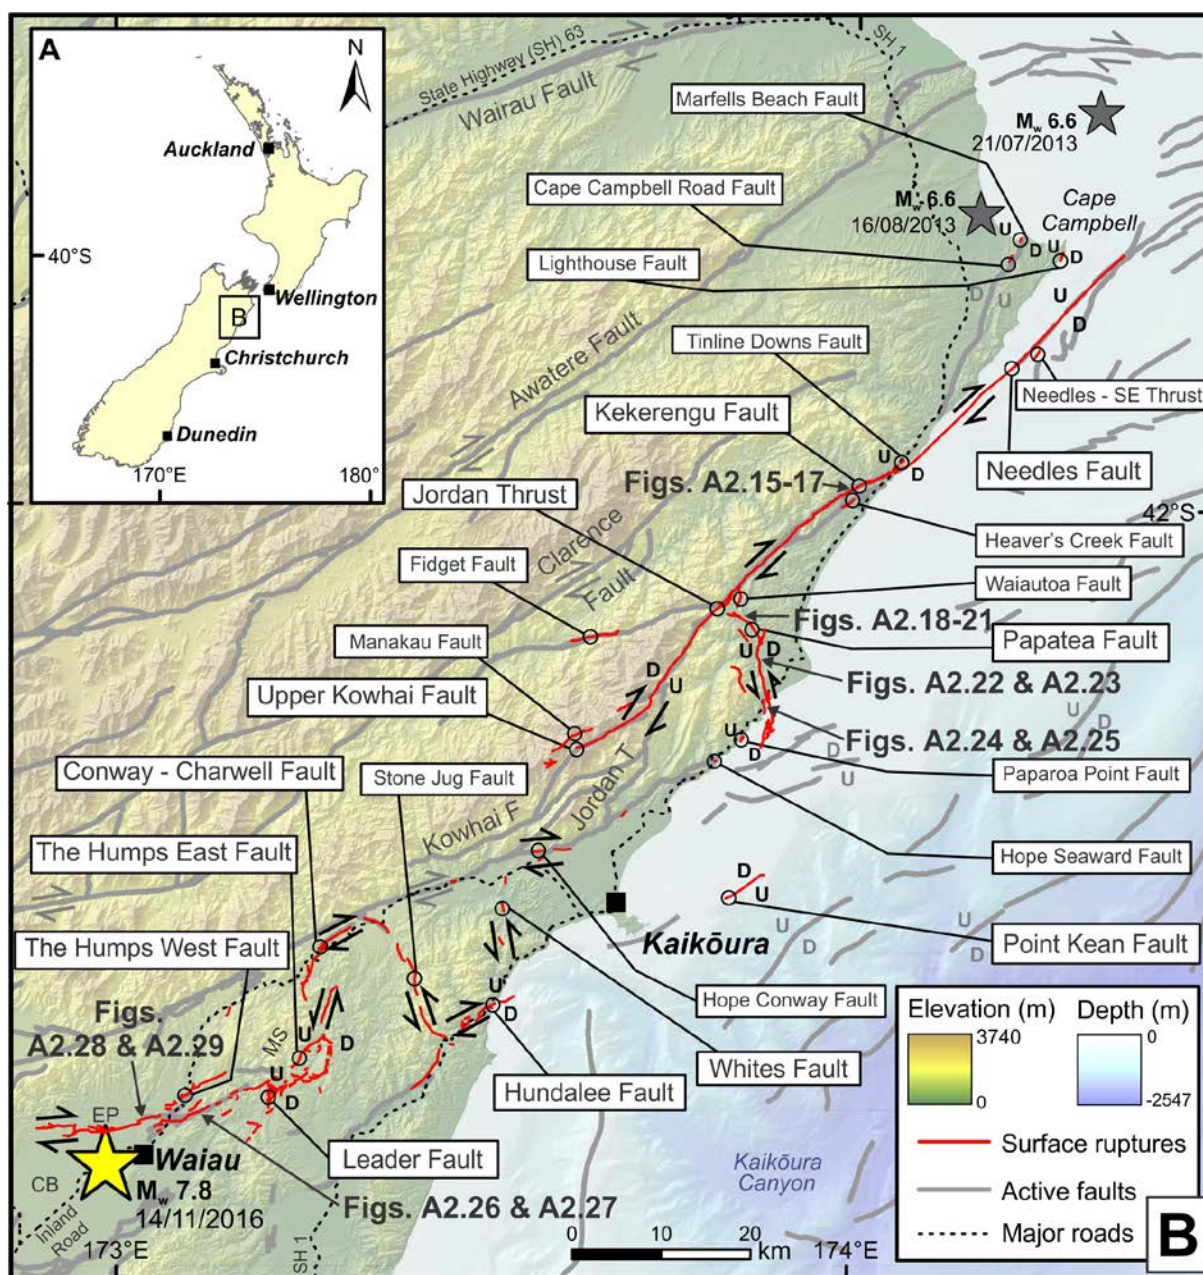 A
N
Auckland
40°S
Wellington
B
Christchurch
Dunedin
170°E
180°
State Highway (SH) 63
SH 1
Wairau Fault
Marfells Beach Fault
Mw 6.6
21/07/2013
Cape Campbell Road Fault
Mw 6.6
16/08/2013
Cape
Campbell
U
D
U
D
Lighthouse Fault
D
U
U
D
Awatere Fault
Tinline Downs Fault
Needles - SE Thrust
Kekerengu Fault
Needles Fault
U
D
Figs. A2.15-17
Jordan Thrust
42°S
Heaver's Creek Fault
Clarence
Fault
Fidget Fault
Waiautoa Fault
Figs. A2.18-21
Papatea Fault
Manakau Fault
U
D
D
U
Upper Kowhai Fault
Figs. A2.22 & A2.23
U
D
Figs. A2.24 & A2.25
U
D
D
U
Conway - Charwell Fault
Stone Jug Fault
Jordan T
Kowhai F
Paparoa Point Fault
The Humps East Fault
Hope Seaward Fault
D
U
The Humps West Fault
Kaikōura
U
D
U
D
Point Kean Fault
Hope Conway Fault
Figs.
A2.28 & A2.29
MS
U
D
U
D
Whites Fault
Hundalee Fault
U
D
EP
Leader Fault
Waiau
CB
Mw 7.8
14/11/2016
Figs. A2.26 & A2.27
Inland
Road
SH 1
173°E
174°E
Kaikōura
Canyon
0 10 20
km
Elevation (m)
3740
0
Depth (m)
0
-2547
Surface ruptures
Active faults
Major roads
B